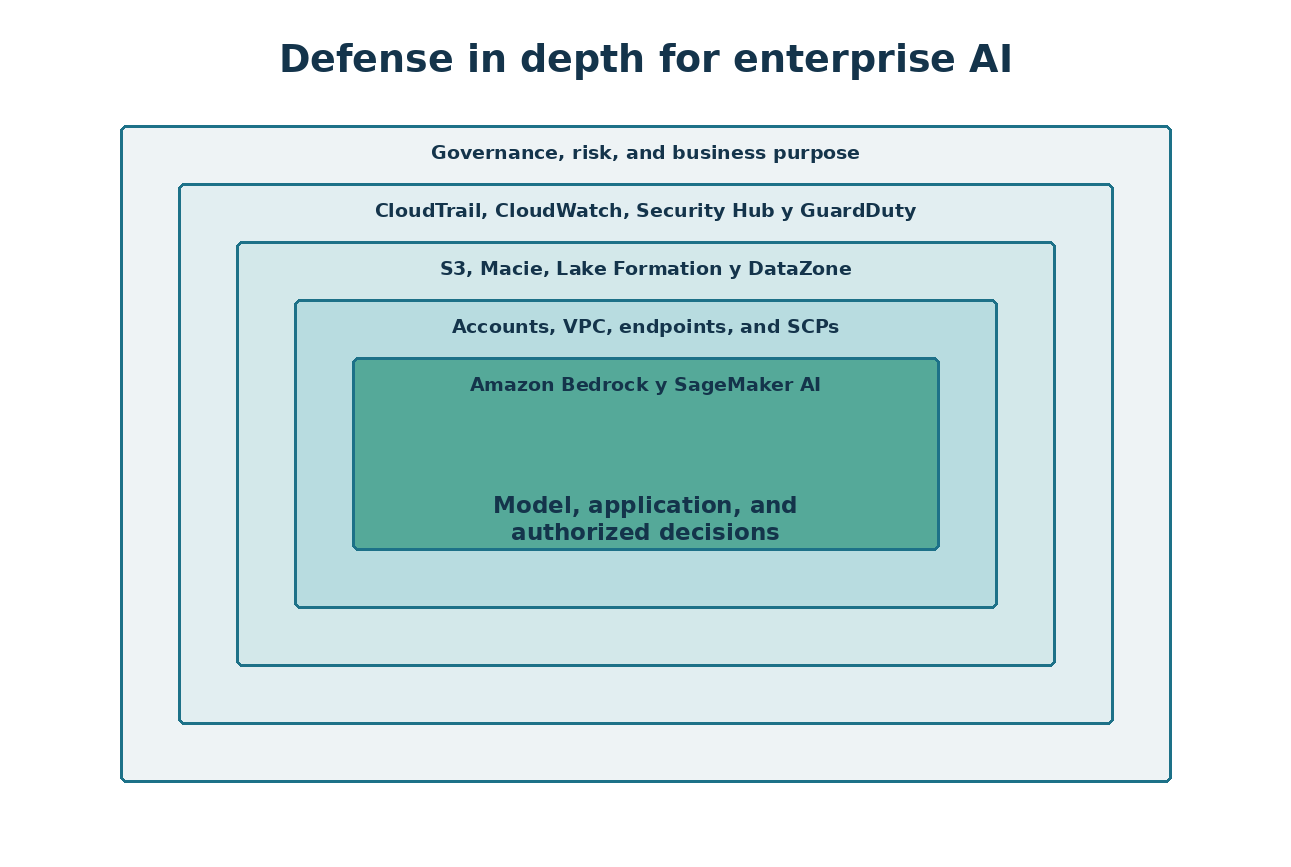 Defense in depth for enterprise AI
Governance, risk, and business purpose
CloudTrail, CloudWatch, Security Hub y GuardDuty
S3, Macie, Lake Formation y DataZone
Accounts, VPC, endpoints, and SCPs
Amazon Bedrock y SageMaker AI
Model, application, and
authorized decisions